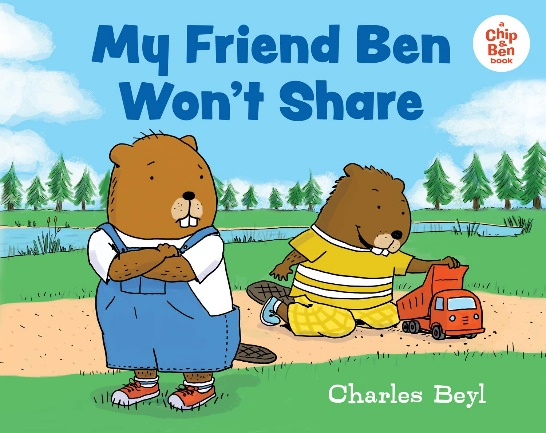 My Friend Ben
Won't Share
a
Chip
&
Ben
book
Charles Beyl